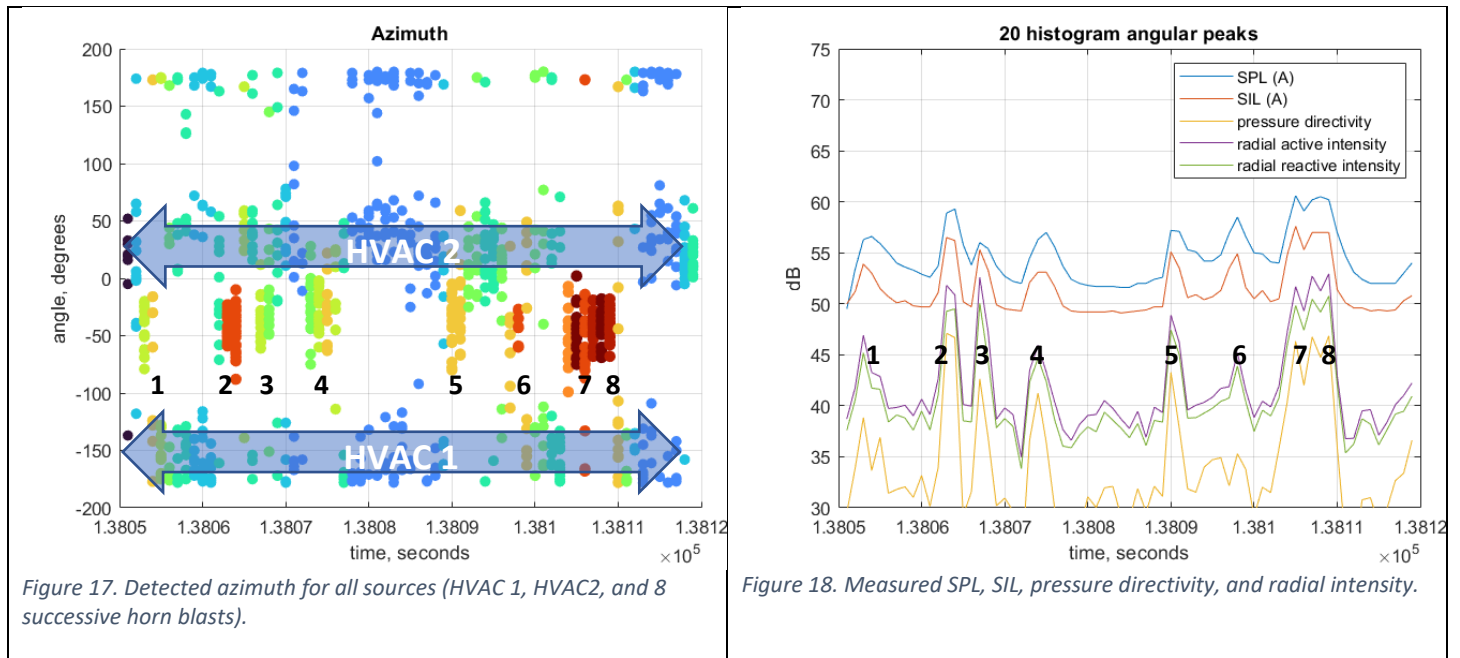 Azimuth
200
150
100
50
0
-50
-100
-150
-200
angle, degrees
HVAC 2
1 2 3 4 5 6 7 8
HVAC 1
1.3805 1.3806 1.3807 1.3808 1.3809 1.381 1.3811 1.3812
time, seconds
×10⁵
Figure 17. Detected azimuth for all sources (HVAC 1, HVAC2, and 8
successive horn blasts).
20 histogram angular peaks
75
70
65
60
55
50
45
40
35
30
dB
SPL (A)
SIL (A)
pressure directivity
radial active intensity
radial reactive intensity
1 2 3 4 5 6 7 8
1.3805 1.3806 1.3807 1.3808 1.3809 1.381 1.3811 1.3812
time, seconds
×10⁵
Figure 18. Measured SPL, SIL, pressure directivity, and radial intensity.